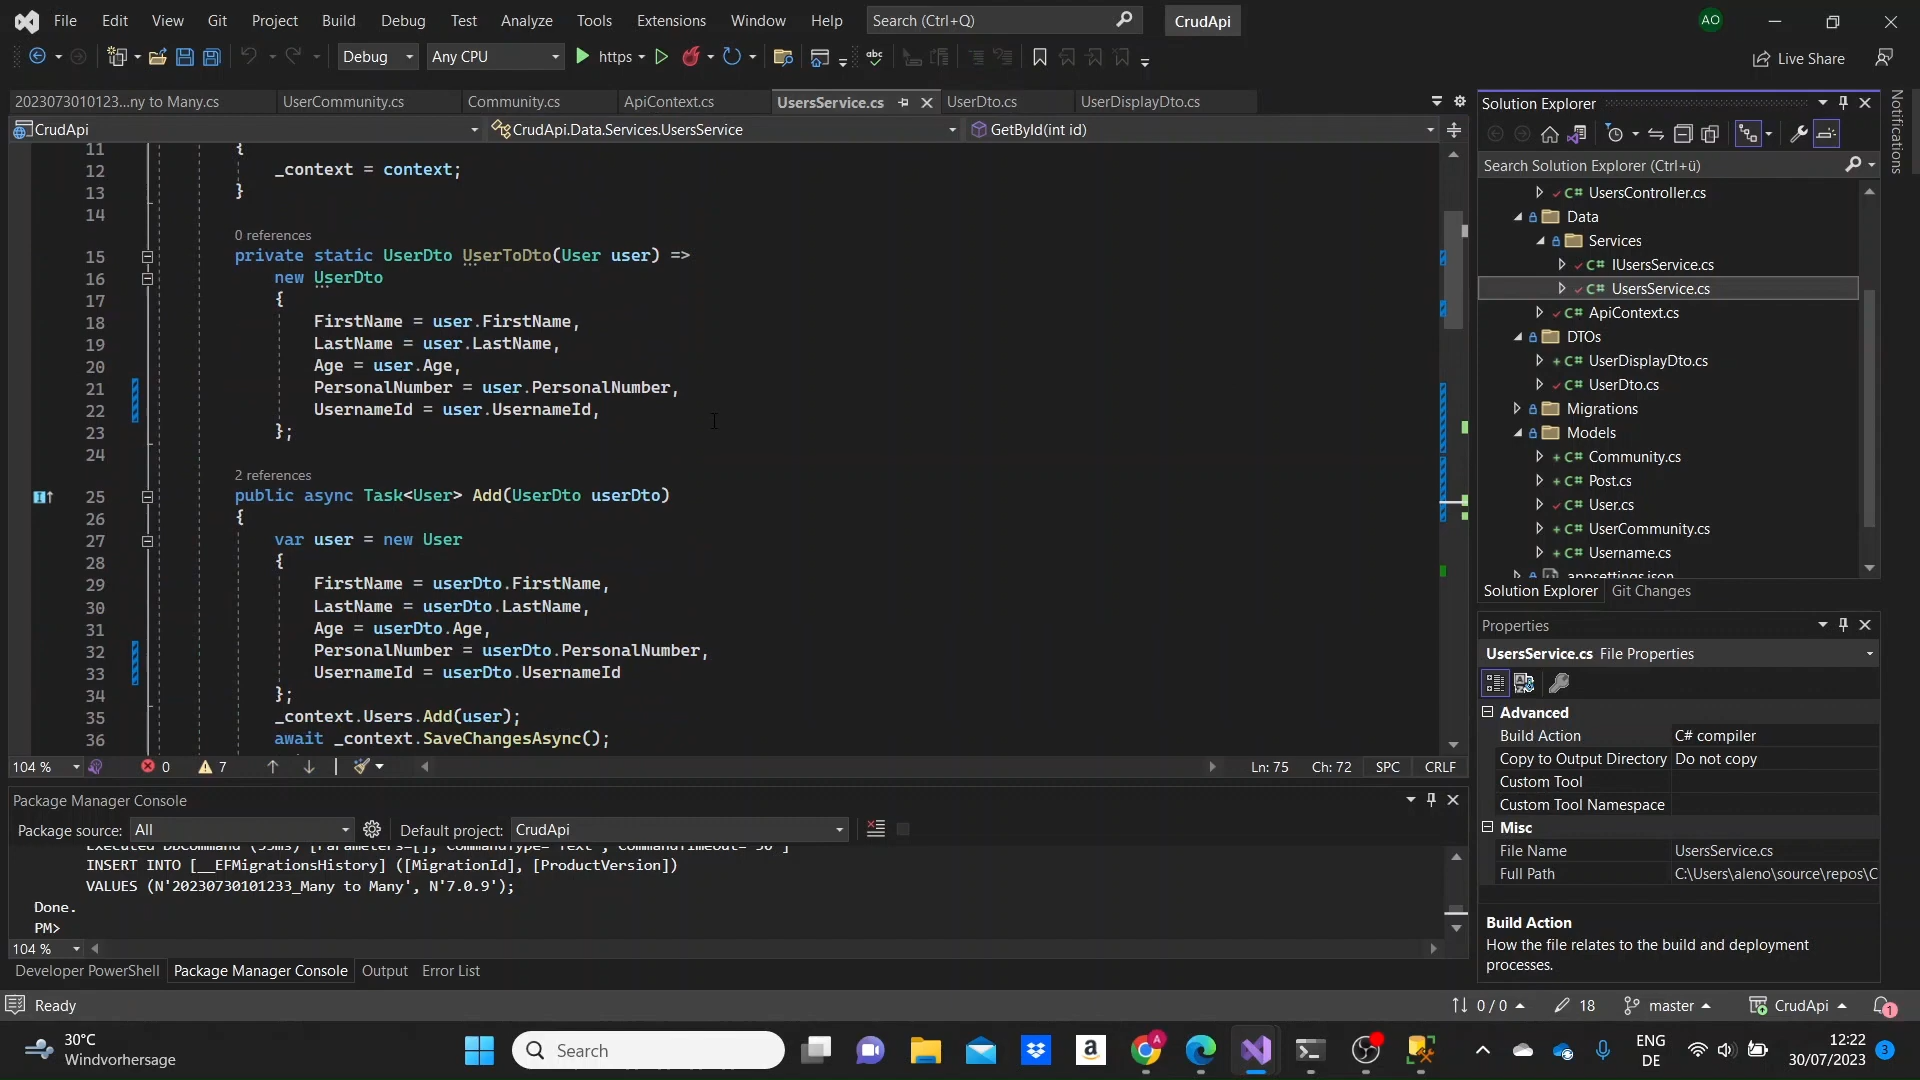 File Edit View Git Project Build Debug Test Analyze Tools Extensions Window Help Search (Ctrl+Q) CrudApi AO
Debug Any CPU https Live Share
2023073010123...ny to Many.cs UserCommunity.cs Community.cs ApiContext.cs UsersService.cs UserDto.cs UserDisplayDto.cs
CrudApi CrudApi.Data.Services.UsersService GetById(int id)
11 {
12 _context = context;
13 }
14
0 references
15 private static UserDto UserToDto(User user) =>
16 new UserDto
17 {
18 FirstName = user.FirstName,
19 LastName = user.LastName,
20 Age = user.Age,
21 PersonalNumber = user.PersonalNumber,
22 UsernameId = user.UsernameId,
23 };
24
2 references
25 public async Task<User> Add(UserDto userDto)
26 {
27 var user = new User
28 {
29 FirstName = userDto.FirstName,
30 LastName = userDto.LastName,
31 Age = userDto.Age,
32 PersonalNumber = userDto.PersonalNumber,
33 UsernameId = userDto.UsernameId
34 };
35 _context.Users.Add(user);
36 await _context.SaveChangesAsync();
104 % 0 7 Ln: 75 Ch: 72 SPC CRLF
Package Manager Console
Package source: All Default project: CrudApi
INSERT INTO [__EFMigrationsHistory] ([MigrationId], [ProductVersion])
VALUES (N'20230730101233_Many to Many', N'7.0.9');
Done.
PM>
104 %
Developer PowerShell Package Manager Console Output Error List
Solution Explorer
Search Solution Explorer (Ctrl+ü)
C# UsersController.cs
Data
Services
C# IUsersService.cs
C# UsersService.cs
C# ApiContext.cs
DTOs
C# UserDisplayDto.cs
C# UserDto.cs
Migrations
Models
C# Community.cs
C# Post.cs
C# User.cs
C# UserCommunity.cs
C# Username.cs
appsettings.json
Solution Explorer Git Changes
Properties
UsersService.cs File Properties
Advanced
Build Action C# compiler
Copy to Output Directory Do not copy
Custom Tool
Custom Tool Namespace
Misc
File Name UsersService.cs
Full Path C:\Users\aleno\source\repos\C
Build Action
How the file relates to the build and deployment
processes.
Notifications
Ready 0 / 0 18 master CrudApi 1
30°C
Windvorhersage
Search
ENG
DE
12:22
30/07/2023
3